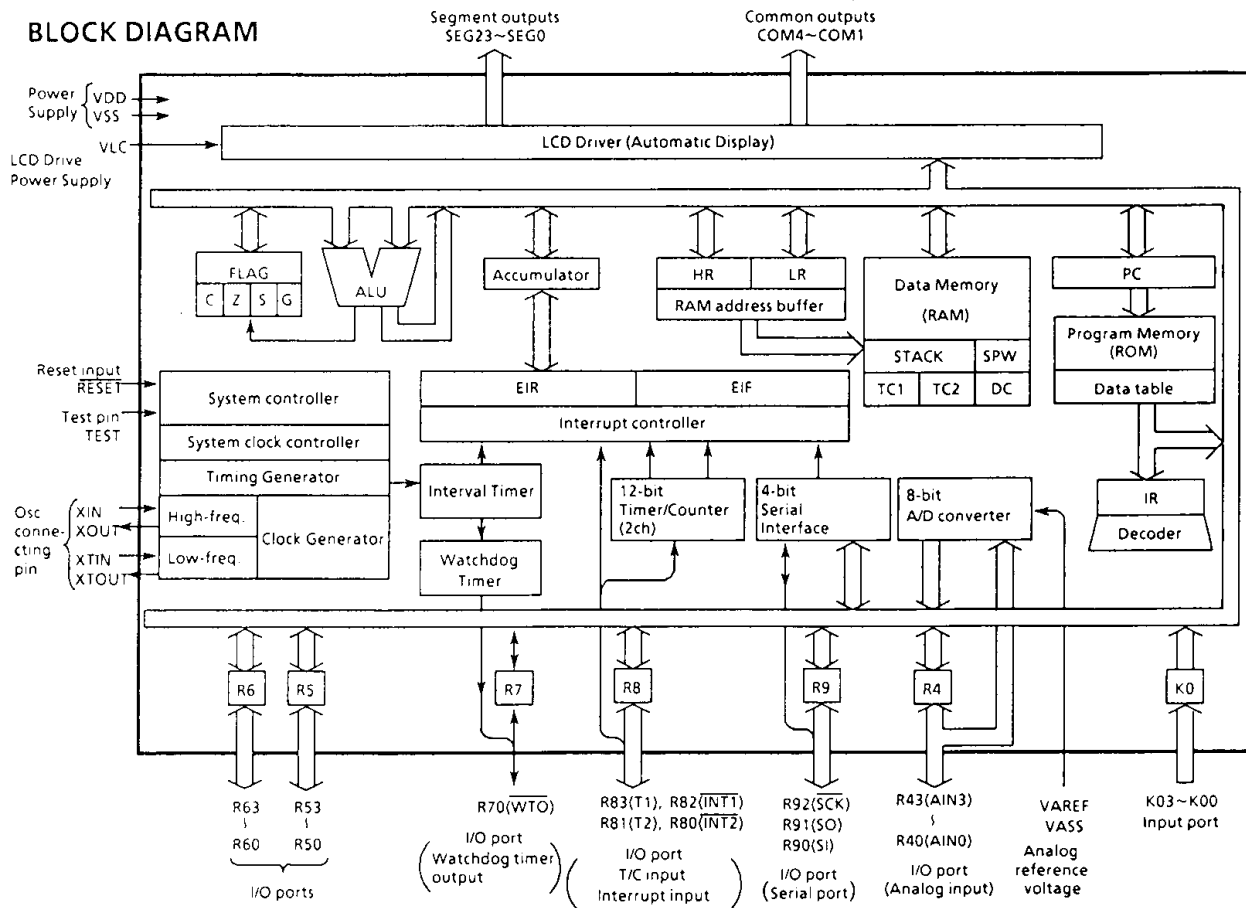 BLOCK DIAGRAM
Segment outputs
SEG23~SEG0
Common outputs
COM4~COM1
Power
Supply
VDD
VSS
VLC
LCD Drive
Power Supply
LCD Driver (Automatic Display)
FLAG
C Z S G
ALU
Accumulator
HR LR
RAM address buffer
Data Memory
(RAM)
STACK SPW
TC1 TC2 DC
PC
Program Memory
(ROM)
Data table
Reset input
RESET
Test pin
TEST
System controller
System clock controller
Timing Generator
High-freq.
Low-freq.
Clock Generator
Osc
conne-
cting
pin
XIN
XOUT
XTIN
XTOUT
EIR EIF
Interrupt controller
Interval Timer
Watchdog
Timer
12-bit
Timer/Counter
(2ch)
4-bit
Serial
Interface
8-bit
A/D converter
IR
Decoder
R6 R5 R7 R8 R9 R4 K0
R63
~
R60
R53
~
R50
I/O ports
R70(WTO)
I/O port
Watchdog timer
output
R83(T1), R82(INT1)
R81(T2), R80(INT2)
I/O port
T/C input
Interrupt input
R92(SCK)
R91(SO)
R90(SI)
I/O port
(Serial port)
R43(AIN3)
~
R40(AIN0)
I/O port
(Analog input)
VAREF
VASS
Analog
reference
voltage
K03~K00
Input port